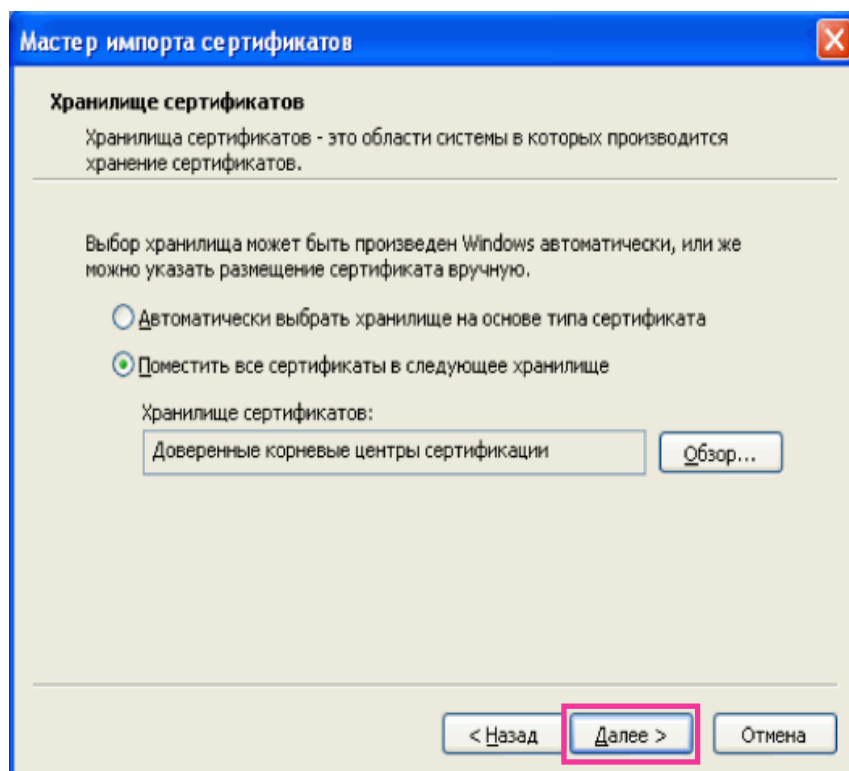 Мастер импорта сертификатов
Хранилище сертификатов
Хранилища сертификатов - это области системы в которых производится
хранение сертификатов.
Выбор хранилища может быть произведен Windows автоматически, или же
можно указать размещение сертификата вручную.
Автоматически выбрать хранилище на основе типа сертификата
Поместить все сертификаты в следующее хранилище
Хранилище сертификатов:
Доверенные корневые центры сертификации
Обзор...
< Назад
Далее >
Отмена